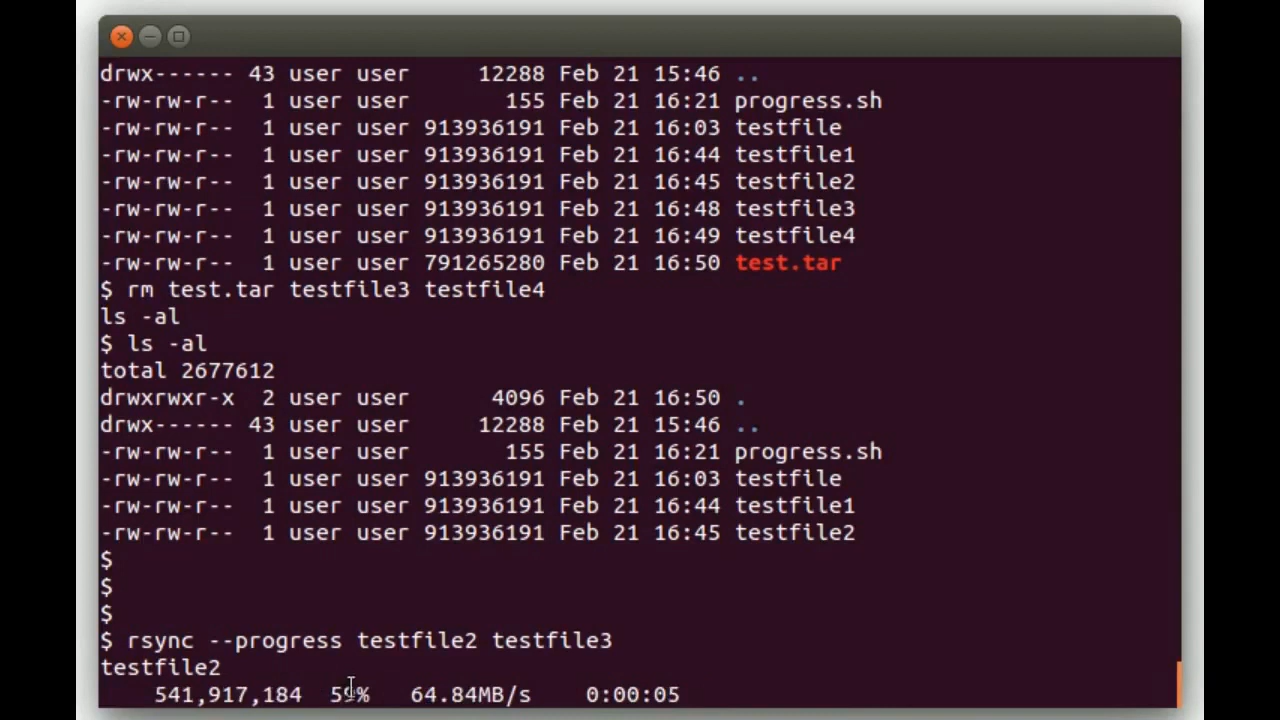 drwx------ 43 user user     12288 Feb 21 15:46 ..
-rw-rw-r--  1 user user       155 Feb 21 16:21 progress.sh
-rw-rw-r--  1 user user 913936191 Feb 21 16:03 testfile
-rw-rw-r--  1 user user 913936191 Feb 21 16:44 testfile1
-rw-rw-r--  1 user user 913936191 Feb 21 16:45 testfile2
-rw-rw-r--  1 user user 913936191 Feb 21 16:48 testfile3
-rw-rw-r--  1 user user 913936191 Feb 21 16:49 testfile4
-rw-rw-r--  1 user user 791265280 Feb 21 16:50 test.tar
$ rm test.tar testfile3 testfile4
ls -al
$ ls -al
total 2677612
drwxrwxr-x  2 user user      4096 Feb 21 16:50 .
drwx------ 43 user user     12288 Feb 21 15:46 ..
-rw-rw-r--  1 user user       155 Feb 21 16:21 progress.sh
-rw-rw-r--  1 user user 913936191 Feb 21 16:03 testfile
-rw-rw-r--  1 user user 913936191 Feb 21 16:44 testfile1
-rw-rw-r--  1 user user 913936191 Feb 21 16:45 testfile2
$
$
$
$ rsync --progress testfile2 testfile3
testfile2
    541,917,184  59%   64.84MB/s    0:00:05